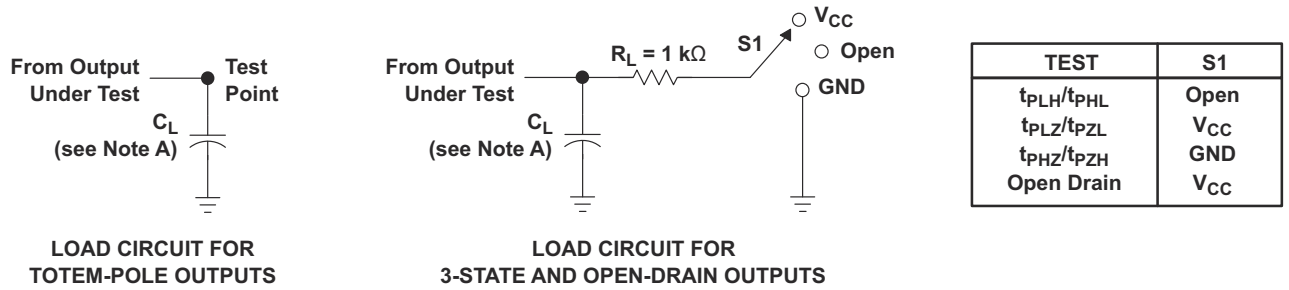 From Output
Under Test
Test
Point
C_L
(see Note A)
LOAD CIRCUIT FOR
TOTEM-POLE OUTPUTS
From Output
Under Test
C_L
(see Note A)
R_L = 1 kΩ
S1
V_CC
Open
GND
LOAD CIRCUIT FOR
3-STATE AND OPEN-DRAIN OUTPUTS
TEST S1
t_PLH/t_PHL Open
t_PLZ/t_PZL V_CC
t_PHZ/t_PZH GND
Open Drain V_CC